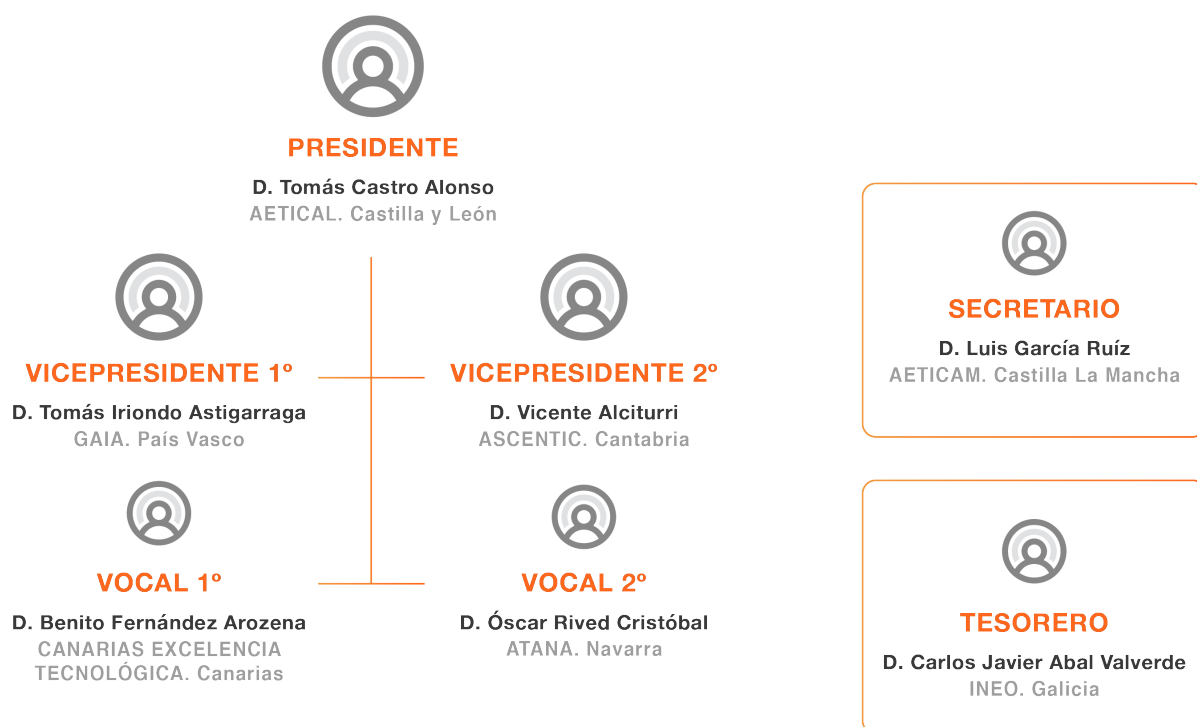 PRESIDENTE
D. Tomás Castro Alonso
AETICAL. Castilla y León
VICEPRESIDENTE 1º
D. Tomás Iriondo Astigarraga
GAIA. País Vasco
VICEPRESIDENTE 2º
D. Vicente Alciturri
ASCENTIC. Cantabria
VOCAL 1º
D. Benito Fernández Arozena
CANARIAS EXCELENCIA
TECNOLÓGICA. Canarias
VOCAL 2º
D. Óscar Rived Cristóbal
ATANA. Navarra
SECRETARIO
D. Luis García Ruíz
AETICAM. Castilla La Mancha
TESORERO
D. Carlos Javier Abal Valverde
INEO. Galicia